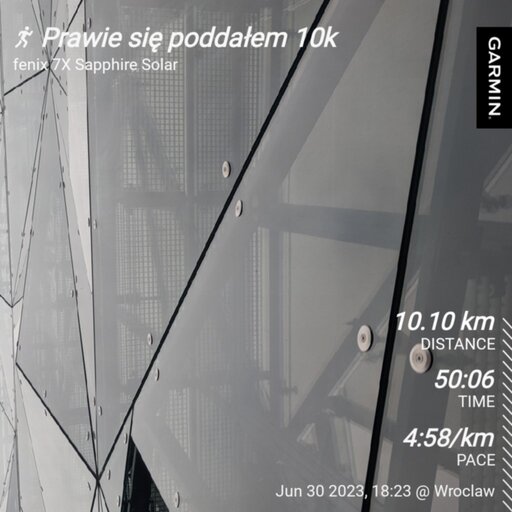 Prawie się poddałem 10k
fenix 7X Sapphire Solar
GARMIN
10.10 km
DISTANCE
50:06
TIME
4:58/km
PACE
Jun 30 2023, 18:23 @ Wroclaw